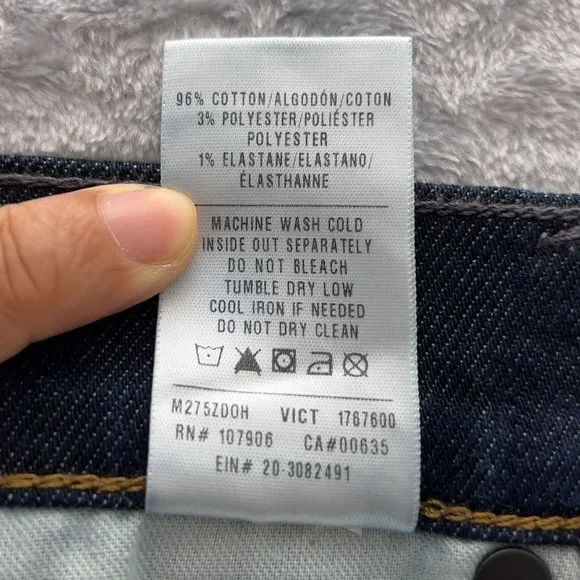 96% COTTON/ALGODÓN/COTON
3% POLYESTER/POLIÉSTER
POLYESTER
1% ELASTANE/ELASTANO/
ÉLASTHANNE
MACHINE WASH COLD
INSIDE OUT SEPARATELY
DO NOT BLEACH
TUMBLE DRY LOW
COOL IRON IF NEEDED
DO NOT DRY CLEAN
M275ZDOH VICT 1767600
RN# 107906 CA#00635
EIN# 20-3082491